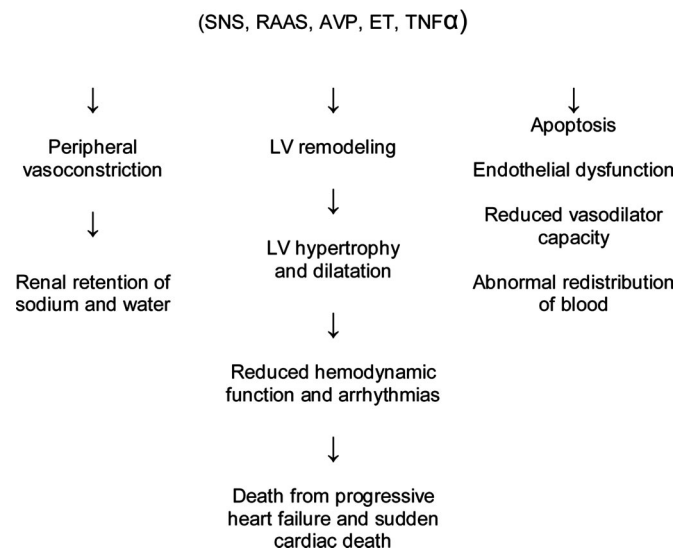 (SNS, RAAS, AVP, ET, TNFα)
↓
Peripheral
vasoconstriction
↓
Renal retention of
sodium and water
↓
LV remodeling
↓
LV hypertrophy
and dilatation
↓
Reduced hemodynamic
function and arrhythmias
↓
Death from progressive
heart failure and sudden
cardiac death
↓
Apoptosis
Endothelial dysfunction
Reduced vasodilator
capacity
Abnormal redistribution
of blood